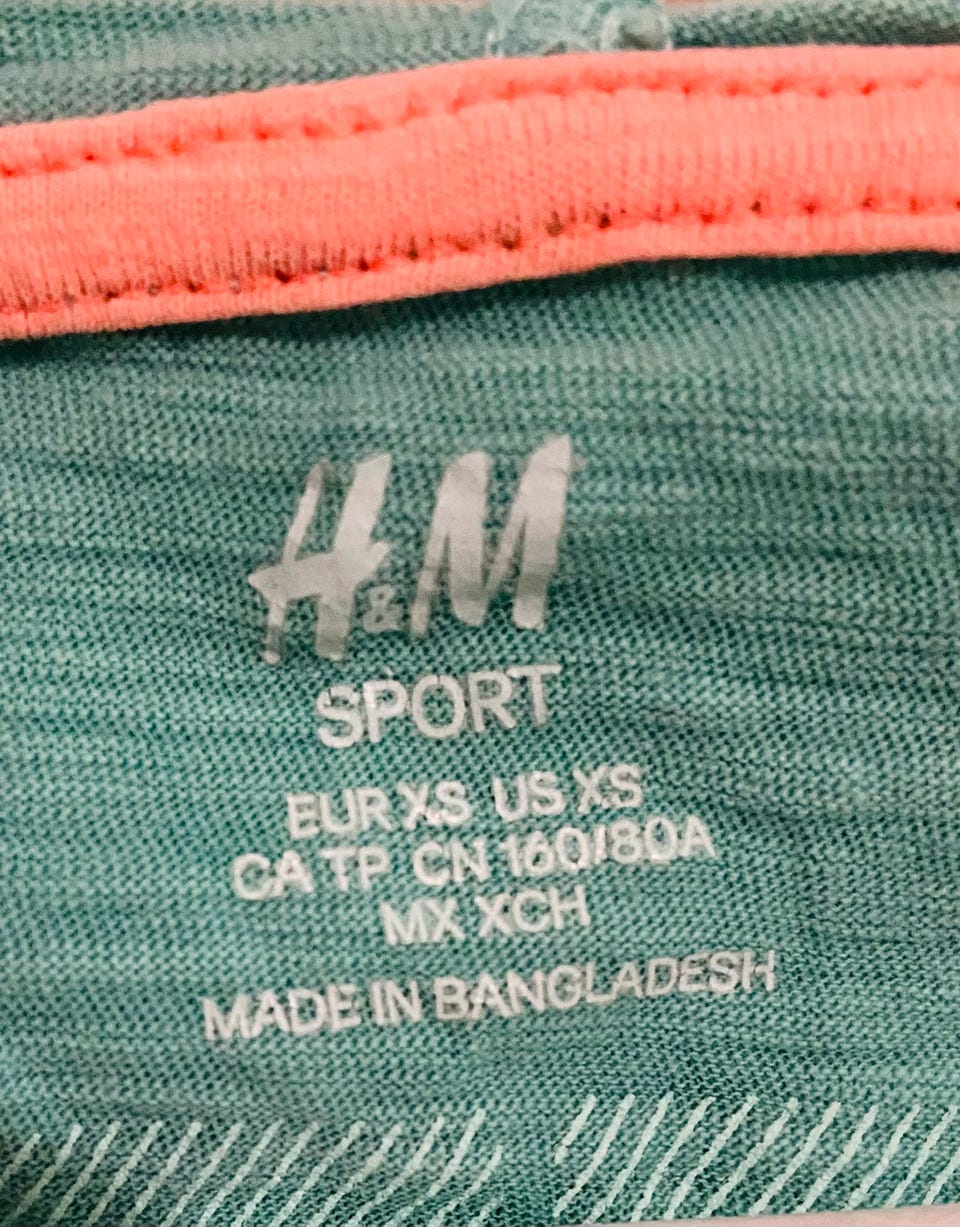 H&M
SPORT
EUR XS US XS
CA TP CN 160/80A
MX XCH
MADE IN BANGLADESH